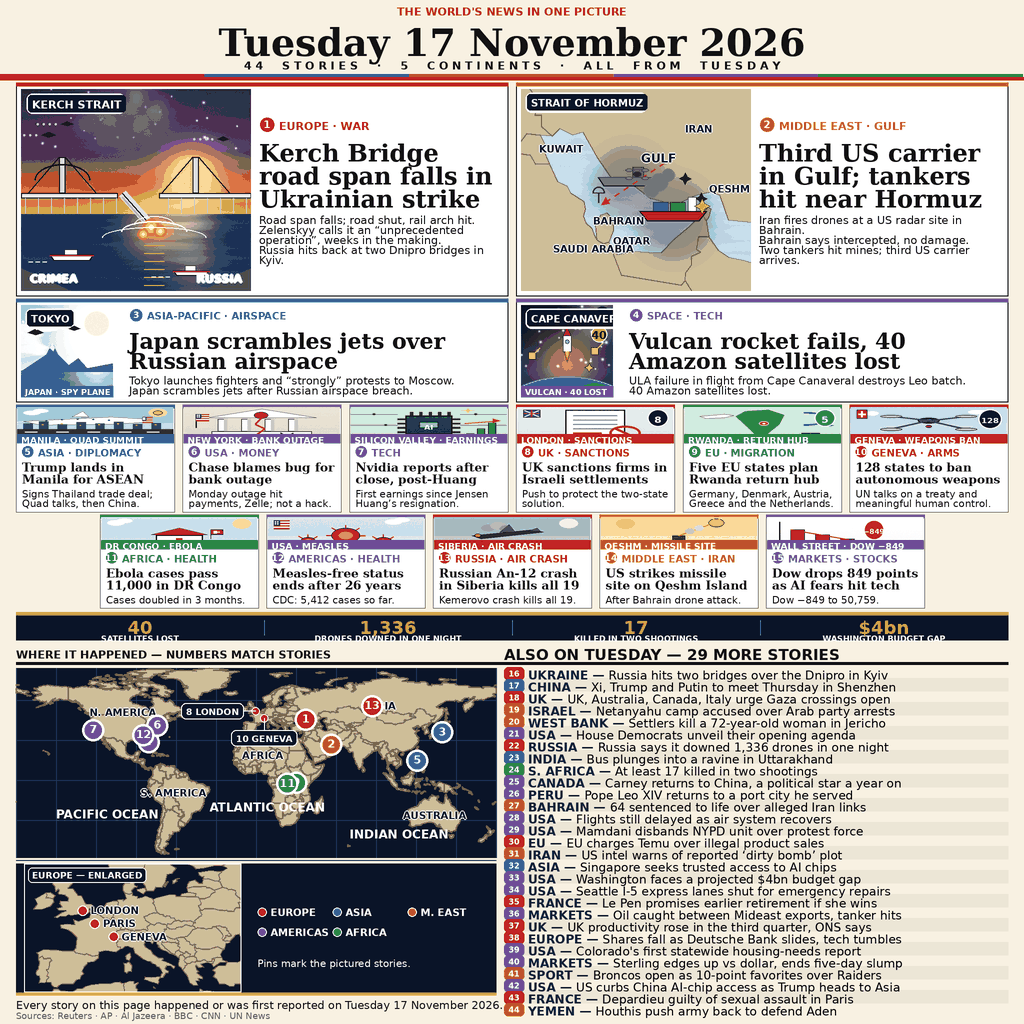 THE WORLD'S NEWS IN ONE PICTURE
Tuesday 17 November 2026
44 STORIES · 5 CONTINENTS · ALL FROM TUESDAY
KERCH STRAIT
CRIMEA
RUSSIA
1 EUROPE · WAR
Kerch Bridge
road span falls in
Ukrainian strike
Road span falls; road shut, rail arch hit.
Zelenskyy calls it an “unprecedented
operation”, weeks in the making.
Russia hits back at two Dnipro bridges in
Kyiv.
STRAIT OF HORMUZ
IRAN
KUWAIT
GULF
QESHM
BAHRAIN
QATAR
SAUDI ARABIA
2 MIDDLE EAST · GULF
Third US carrier
in Gulf; tankers
hit near Hormuz
Iran fires drones at a US radar site in
Bahrain.
Bahrain says intercepted, no damage.
Two tankers hit mines; third US carrier
arrives.
TOKYO
JAPAN · SPY PLANE
3 ASIA-PACIFIC · AIRSPACE
Japan scrambles jets over
Russian airspace
Tokyo launches fighters and “strongly” protests to Moscow.
Japan scrambles jets after Russian airspace breach.
CAPE CANAVER
40
VULCAN · 40 LOST
4 SPACE · TECH
Vulcan rocket fails, 40
Amazon satellites lost
ULA failure in flight from Cape Canaveral destroys Leo batch.
40 Amazon satellites lost.
MANILA · QUAD SUMMIT
5 ASIA · DIPLOMACY
Trump lands in
Manila for ASEAN
Signs Thailand trade deal;
Quad talks, then China.
NEW YORK · BANK OUTAGE
6 USA · MONEY
Chase blames bug for
bank outage
Monday outage hit
payments, Zelle; not a hack.
AI
SILICON VALLEY · EARNINGS
7 TECH
Nvidia reports after
close, post-Huang
First earnings since Jensen
Huang’s resignation.
8
LONDON · SANCTIONS
8 UK · SANCTIONS
UK sanctions firms in
Israeli settlements
Push to protect the two-state
solution.
5
RWANDA · RETURN HUB
9 EU · MIGRATION
Five EU states plan
Rwanda return hub
Germany, Denmark, Austria,
Greece and the Netherlands.
128
GENEVA · WEAPONS BAN
10 GENEVA · ARMS
128 states to ban
autonomous weapons
UN talks on a treaty and
meaningful human control.
DR CONGO · EBOLA
11 AFRICA · HEALTH
Ebola cases pass
11,000 in DR Congo
Cases doubled in 3 months.
USA · MEASLES
12 AMERICAS · HEALTH
Measles-free status
ends after 26 years
CDC: 5,412 cases so far.
SIBERIA · AIR CRASH
13 RUSSIA · AIR CRASH
Russian An-12 crash
in Siberia kills all 19
Kemerovo crash kills all 19.
QESHM · MISSILE SITE
14 MIDDLE EAST · IRAN
US strikes missile
site on Qeshm Island
After Bahrain drone attack.
-849
WALL STREET · DOW −849
15 MARKETS · STOCKS
Dow drops 849 points
as AI fears hit tech
Dow −849 to 50,759.
40
SATELLITES LOST
1,336
DRONES DOWNED IN ONE NIGHT
17
KILLED IN TWO SHOOTINGS
$4bn
WASHINGTON BUDGET GAP
WHERE IT HAPPENED — NUMBERS MATCH STORIES
N. AMERICA
8 LONDON
10 GENEVA
AFRICA
IA
S. AMERICA
ATLANTIC OCEAN
PACIFIC OCEAN
AUSTRALIA
INDIAN OCEAN
7
6
12
1
13
2
3
5
11
EUROPE — ENLARGED
LONDON
PARIS
GENEVA
EUROPE
ASIA
M. EAST
AMERICAS
AFRICA
Pins mark the pictured stories.
Every story on this page happened or was first reported on Tuesday 17 November 2026.
Sources: Reuters · AP · Al Jazeera · BBC · CNN · UN News
ALSO ON TUESDAY — 29 MORE STORIES
16 UKRAINE — Russia hits two bridges over the Dnipro in Kyiv
17 CHINA — Xi, Trump and Putin to meet Thursday in Shenzhen
18 UK — UK, Australia, Canada, Italy urge Gaza crossings open
19 ISRAEL — Netanyahu camp accused over Arab party arrests
20 WEST BANK — Settlers kill a 72-year-old woman in Jericho
21 USA — House Democrats unveil their opening agenda
22 RUSSIA — Russia says it downed 1,336 drones in one night
23 INDIA — Bus plunges into a ravine in Uttarakhand
24 S. AFRICA — At least 17 killed in two shootings
25 CANADA — Carney returns to China, a political star a year on
26 PERU — Pope Leo XIV returns to a port city he served
27 BAHRAIN — 64 sentenced to life over alleged Iran links
28 USA — Flights still delayed as air system recovers
29 USA — Mamdani disbands NYPD unit over protest force
30 EU — EU charges Temu over illegal product sales
31 IRAN — US intel warns of reported ‘dirty bomb’ plot
32 ASIA — Singapore seeks trusted access to AI chips
33 USA — Washington faces a projected $4bn budget gap
34 USA — Seattle I-5 express lanes shut for emergency repairs
35 FRANCE — Le Pen promises earlier retirement if she wins
36 MARKETS — Oil caught between Mideast exports, tanker hits
37 UK — UK productivity rose in the third quarter, ONS says
38 EUROPE — Shares fall as Deutsche Bank slides, tech tumbles
39 USA — Colorado's first statewide housing-needs report
40 MARKETS — Sterling edges up vs dollar, ends five-day slump
41 SPORT — Broncos open as 10-point favorites over Raiders
42 USA — US curbs China AI-chip access as Trump heads to Asia
43 FRANCE — Depardieu guilty of sexual assault in Paris
44 YEMEN — Houthis push army back to defend Aden